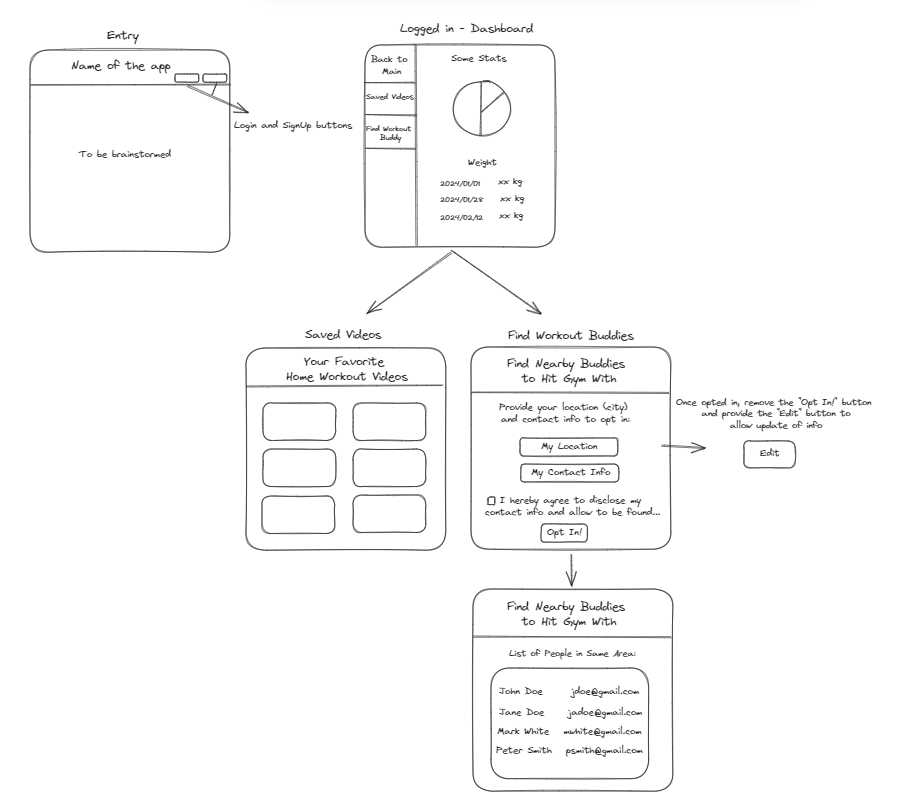 Entry
Name of the app
Login and SignUp buttons
To be brainstormed
Logged in - Dashboard
Back to
Main
Saved Videos
Find Workout
Buddy
Some Stats
Weight
2024/01/01 xx kg
2024/01/28 xx kg
2024/02/12 xx kg
Saved Videos
Your Favorite
Home Workout Videos
Find Workout Buddies
Find Nearby Buddies
to Hit Gym With
Provide your location (city)
and contact info to opt in:
My Location
My Contact Info
I hereby agree to disclose my
contact info and allow to be found...
Opt In!
Once opted in, remove the "Opt In!" button
and provide the "Edit" button to
allow update of info
Edit
Find Nearby Buddies
to Hit Gym With
List of People in Same Area:
John Doe jdoe@gmail.com
Jane Doe jadoe@gmail.com
Mark White mwhite@gmail.com
Peter Smith psmith@gmail.com